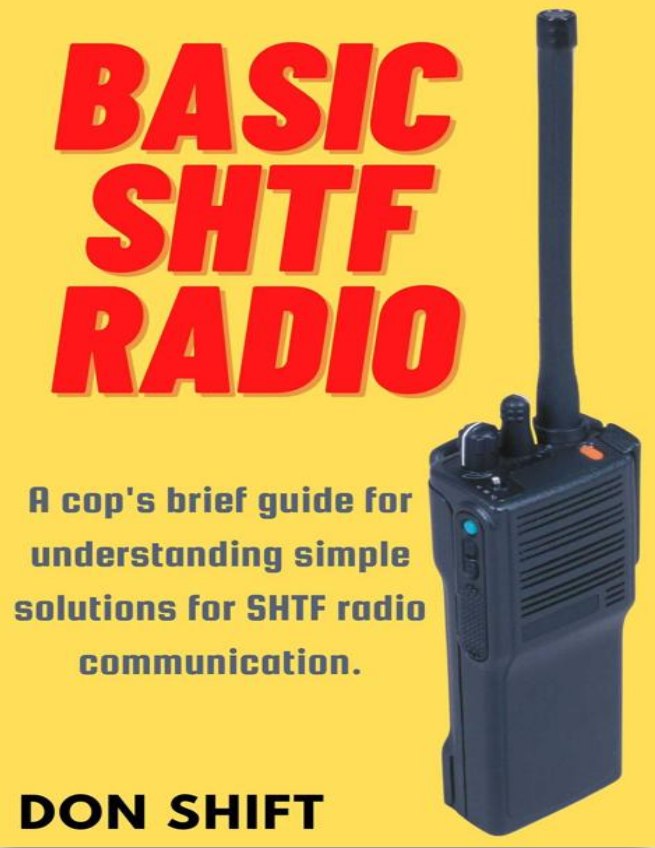 BASIC
SHTF
RADIO
A cop's brief guide for
understanding simple
solutions for SHTF radio
communication.
DON SHIFT